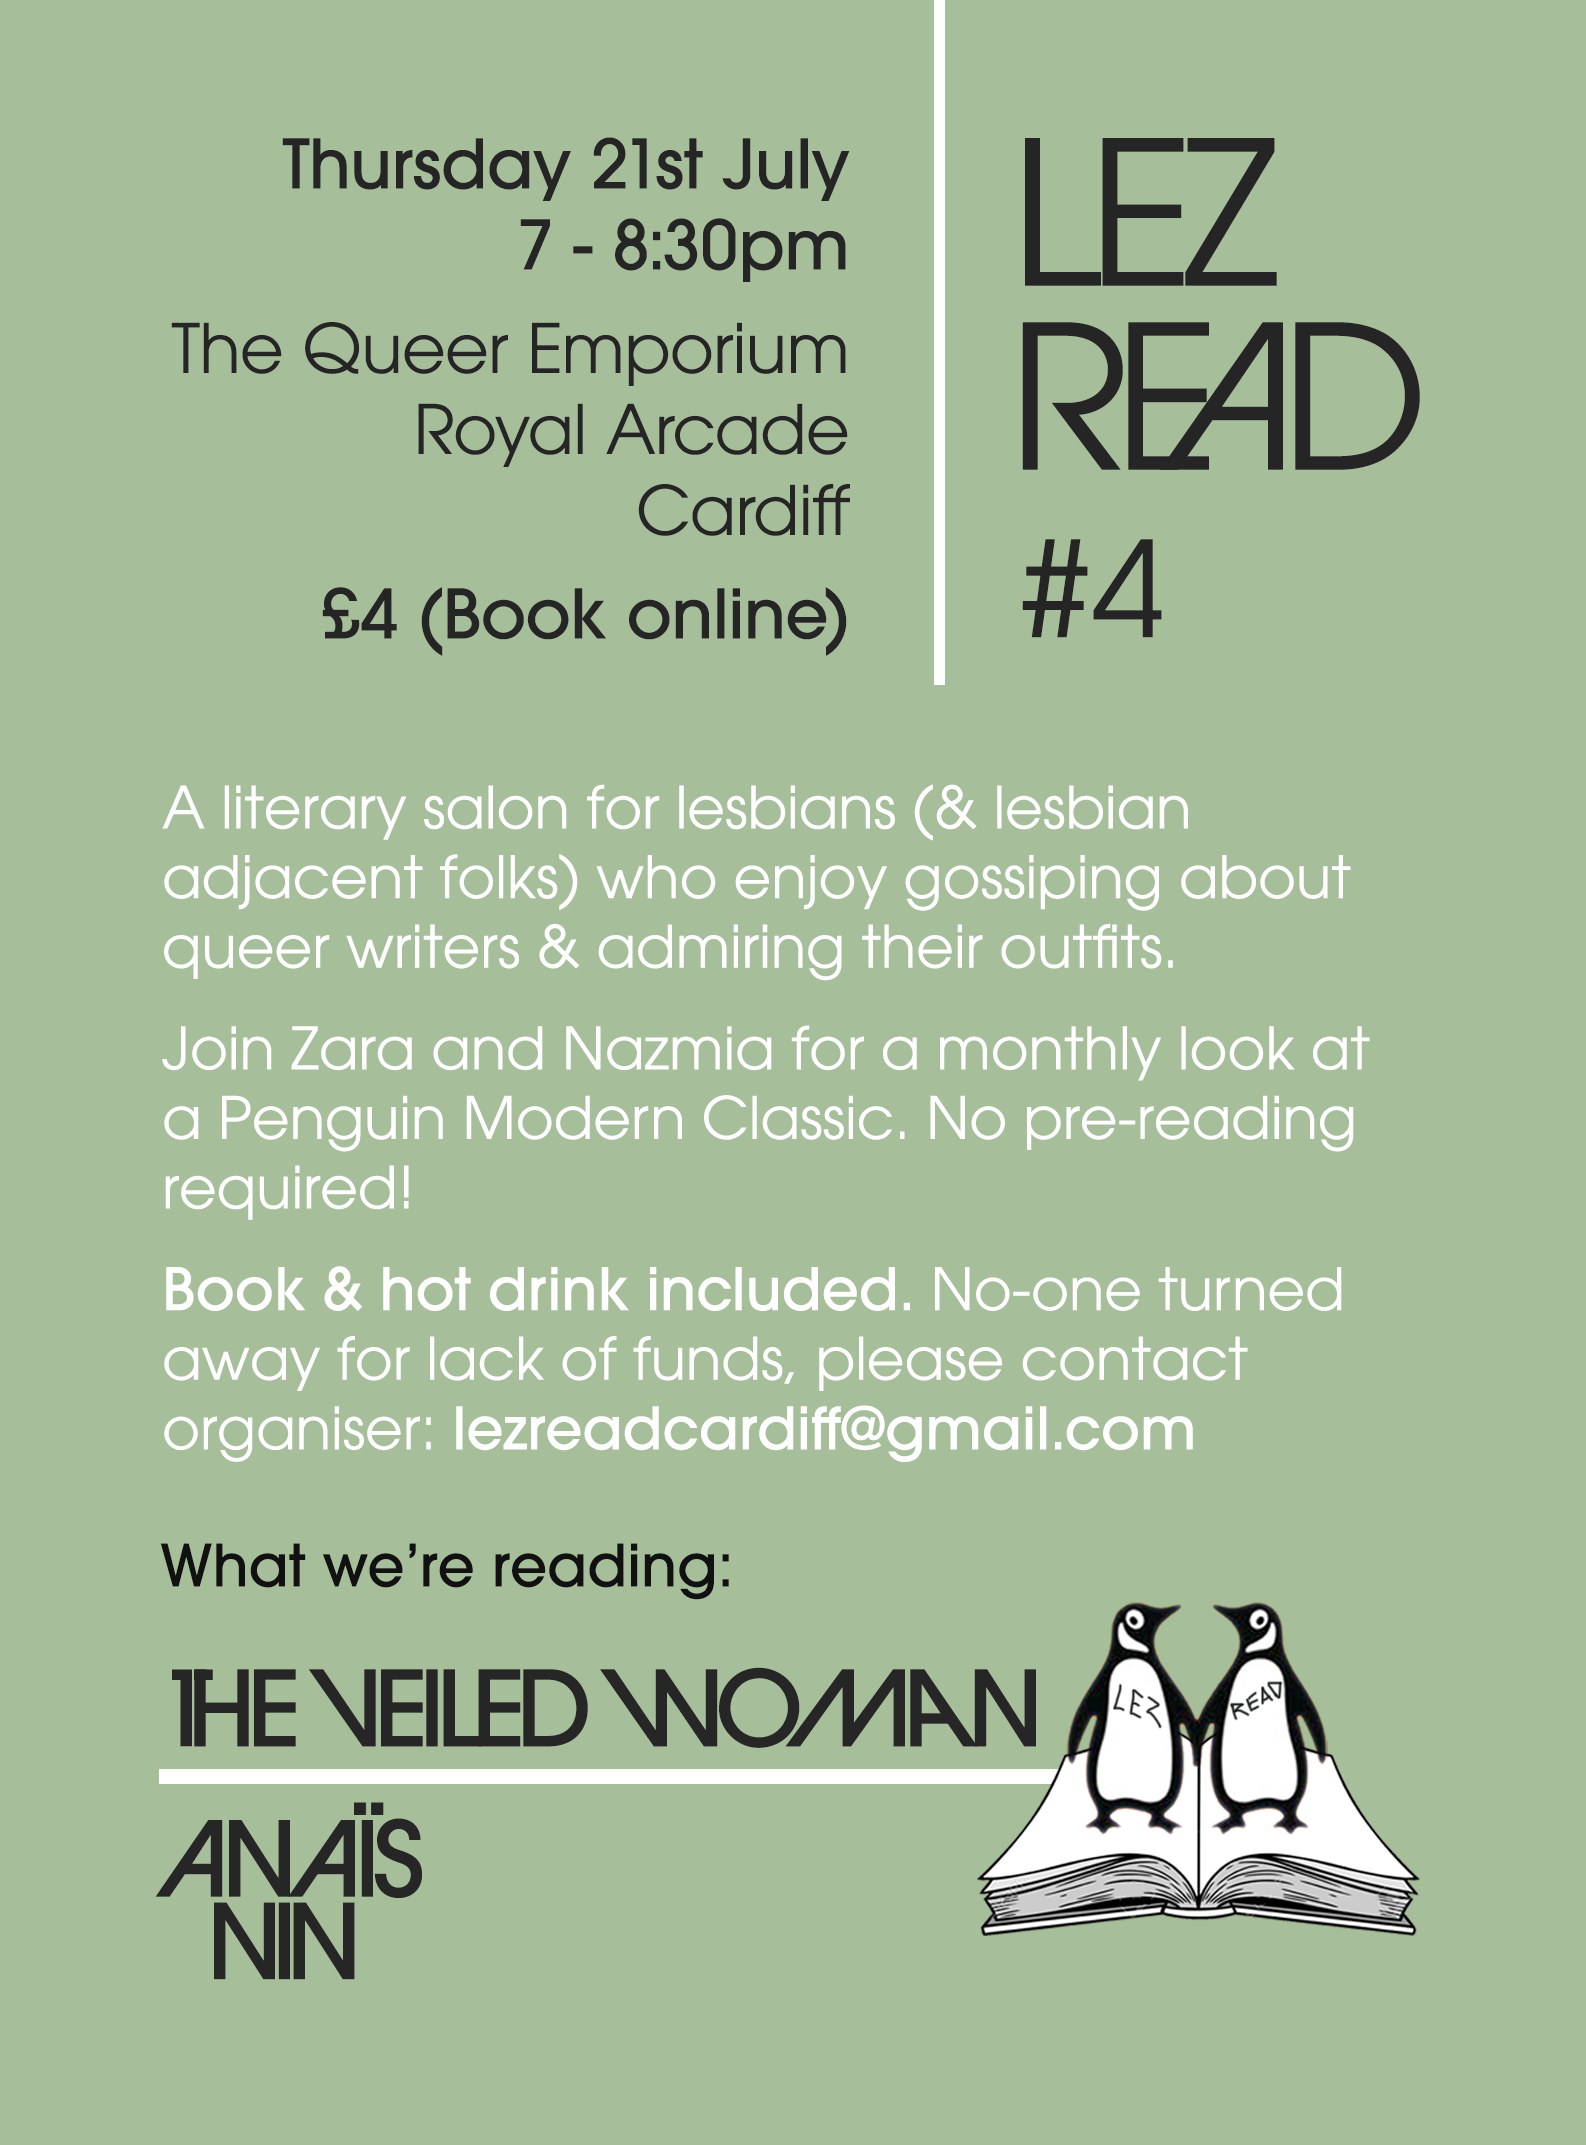 Thursday 21st July
7 - 8:30pm
The Queer Emporium
Royal Arcade
Cardiff
£4 (Book online)
LEZ
READ
#4
A literary salon for lesbians (& lesbian
adjacent folks) who enjoy gossiping about
queer writers & admiring their outfits.
Join Zara and Nazmia for a monthly look at
a Penguin Modern Classic. No pre-reading
required!
Book & hot drink included. No-one turned
away for lack of funds, please contact
organiser: lezreadcardiff@gmail.com
What we’re reading:
THE VEILED WOMAN
ANAÏS
NIN
LEZ
READ